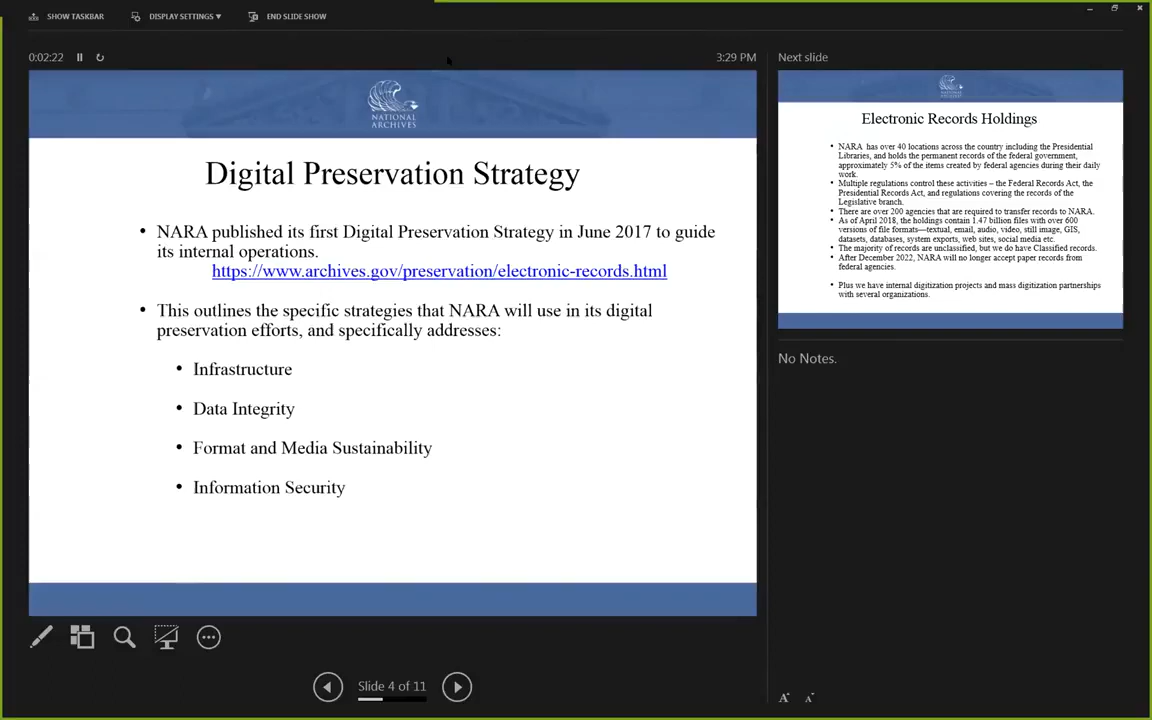 SHOW TASKBAR
DISPLAY SETTINGS ▾
END SLIDE SHOW
0:02:22
3:29 PM
NATIONAL
ARCHIVES
Digital Preservation Strategy
• NARA published its first Digital Preservation Strategy in June 2017 to guide
its internal operations.
https://www.archives.gov/preservation/electronic-records.html
• This outlines the specific strategies that NARA will use in its digital
preservation efforts, and specifically addresses:
• Infrastructure
• Data Integrity
• Format and Media Sustainability
• Information Security
Slide 4 of 11
Next slide
NATIONAL
ARCHIVES
Electronic Records Holdings
• NARA has over 40 locations across the country including the Presidential
Libraries, and holds the permanent records of the federal government,
approximately 5% of the items created by federal agencies during their daily
work.
• Multiple regulations control these activities – the Federal Records Act, the
Presidential Records Act, and regulations covering the records of the
Legislative branch.
• There are over 200 agencies that are required to transfer records to NARA.
• As of April 2018, the holdings contain 1.47 billion files with over 600
versions of file formats—textual, email, audio, video, still image, GIS,
datasets, databases, system exports, web sites, social media etc.
• The majority of records are unclassified, but we do have Classified records.
• After December 2022, NARA will no longer accept paper records from
federal agencies.
• Plus we have internal digitization projects and mass digitization partnerships
with several organizations.
No Notes.
A A